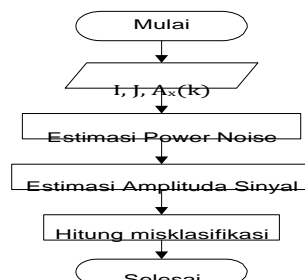 Mulai
I, J, Aₓ(k)
Estimasi Power Noise
Estimasi Amplituda Sinyal
Hitung misklasifikasi
Selesai